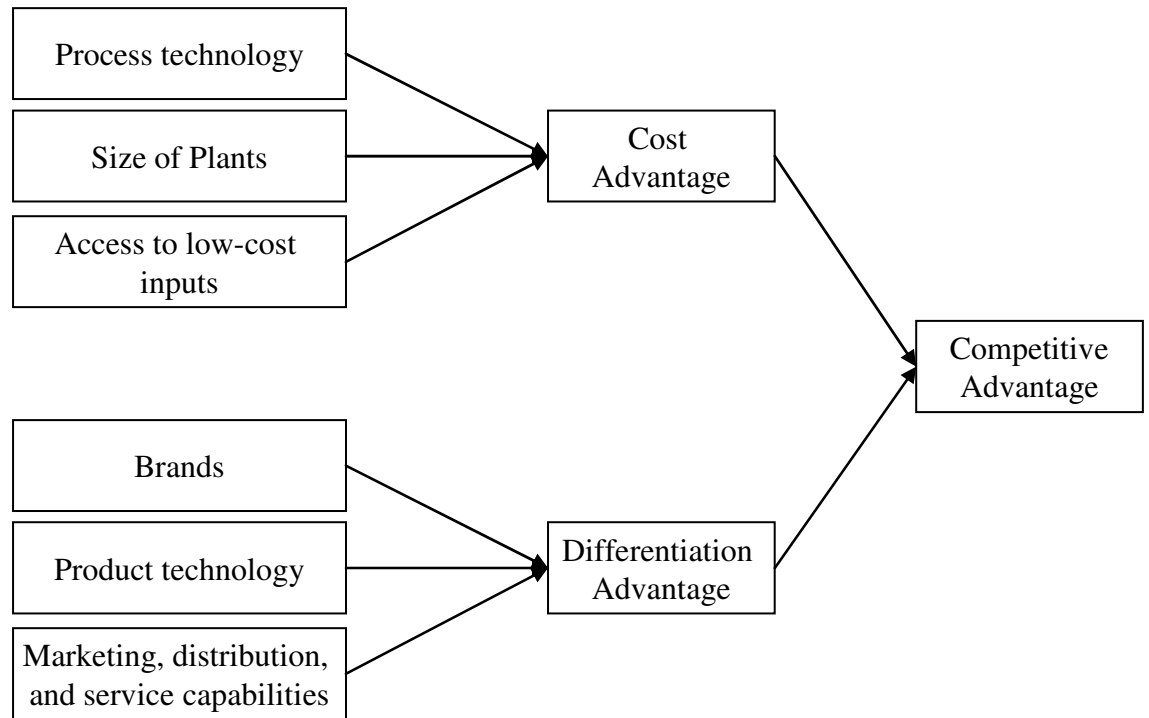 Process technology
Size of Plants
Access to low-cost
inputs
Cost
Advantage
Competitive
Advantage
Brands
Product technology
Marketing, distribution,
and service capabilities
Differentiation
Advantage